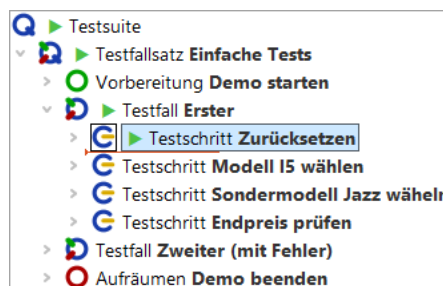 Testsuite
Testfallsatz Einfache Tests
Vorbereitung Demo starten
Testfall Erster
Testschritt Zurücksetzen
Testschritt Modell I5 wählen
Testschritt Sondermodell Jazz wäheln
Testschritt Endpreis prüfen
Testfall Zweiter (mit Fehler)
Aufräumen Demo beenden